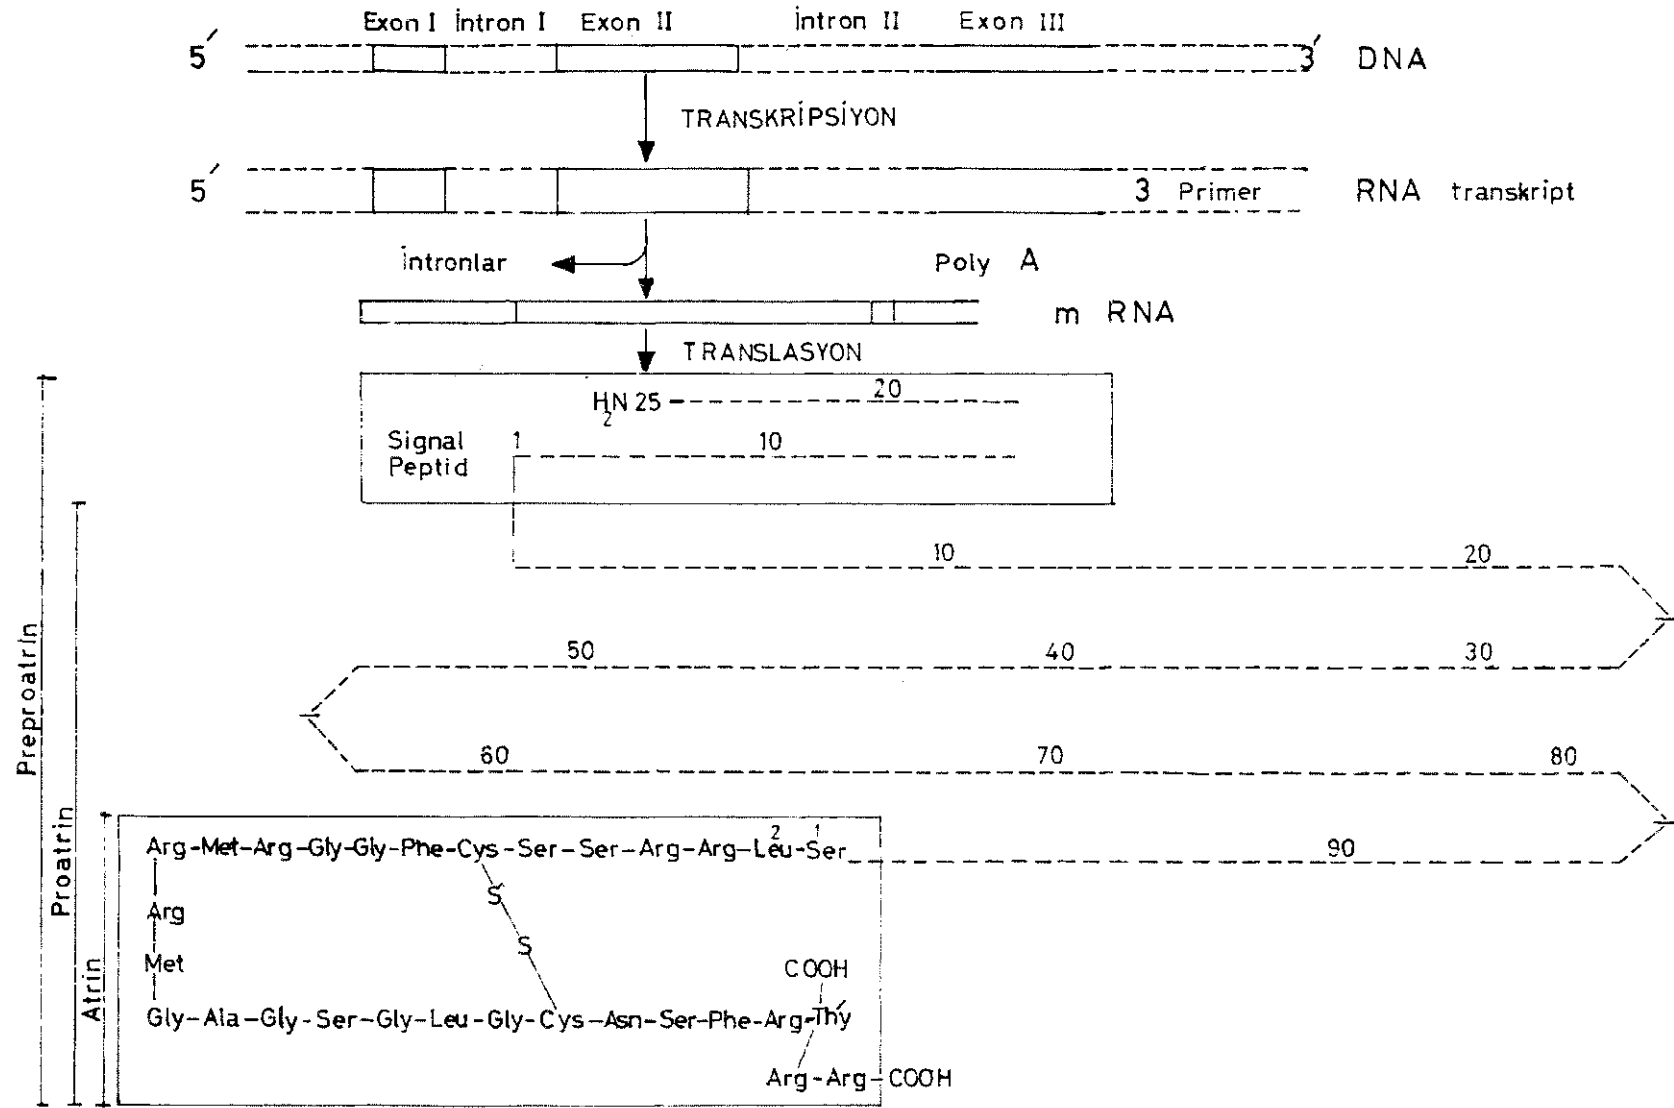 Exon I İntron I Exon II İntron II Exon III
5′ 3′ DNA
TRANSKRİPSİYON
5′ 3 Primer RNA transkript
İntronlar Poly A
m RNA
TRANSLASYON
H2N 25 20
Signal Peptid 1 10
10 20
50 40 30
60 70 80
Preproatrin
Proatrin
Atrin
2 1
Arg-Met-Arg-Gly-Gly-Phe-Cys-Ser-Ser-Arg-Arg-Leu-Ser 90
S
Arg
S
Met COOH
Gly-Ala-Gly-Ser-Gly-Leu-Gly-Cys-Asn-Ser-Phe-Arg-Thy
Arg-Arg-COOH